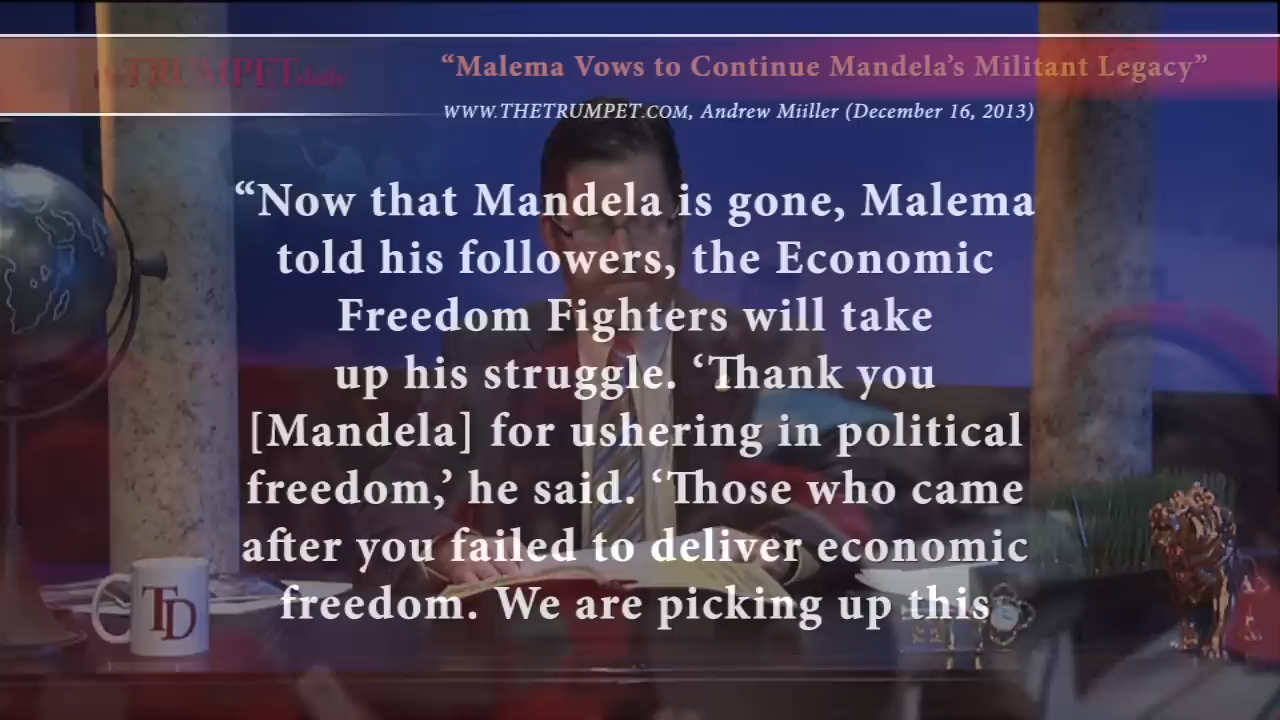 theTRUMPETdaily
“Malema Vows to Continue Mandela’s Militant Legacy”
WWW.THETRUMPET.COM, Andrew Miiller (December 16, 2013)
“Now that Mandela is gone, Malema
told his followers, the Economic
Freedom Fighters will take
up his struggle. ‘Thank you
[Mandela] for ushering in political
freedom,’ he said. ‘Those who came
after you failed to deliver economic
freedom. We are picking up this
TD